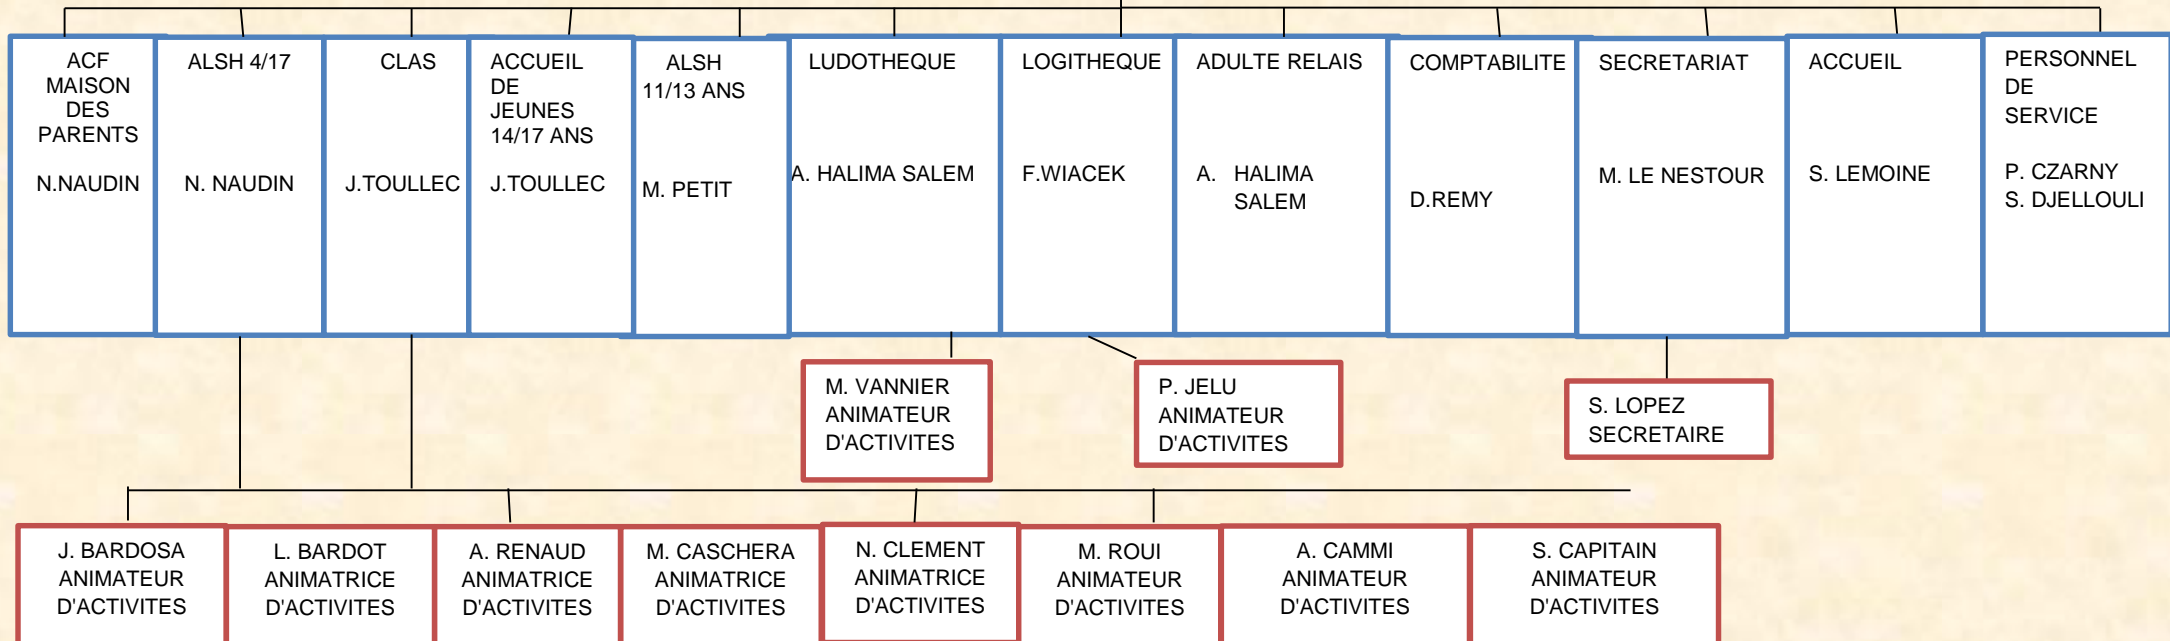 ACF
MAISON
DES
PARENTS
N.NAUDIN
ALSH 4/17
N. NAUDIN
CLAS
J.TOULLEC
ACCUEIL
DE
JEUNES
14/17 ANS
J.TOULLEC
ALSH
11/13 ANS
M. PETIT
LUDOTHEQUE
A. HALIMA SALEM
LOGITHEQUE
F.WIACEK
ADULTE RELAIS
A. HALIMA
SALEM
COMPTABILITE
D.REMY
SECRETARIAT
M. LE NESTOUR
ACCUEIL
S. LEMOINE
PERSONNEL
DE
SERVICE
P. CZARNY
S. DJELLOULI
M. VANNIER
ANIMATEUR
D'ACTIVITES
P. JELU
ANIMATEUR
D'ACTIVITES
S. LOPEZ
SECRETAIRE
J. BARDOSA
ANIMATEUR
D'ACTIVITES
L. BARDOT
ANIMATRICE
D'ACTIVITES
A. RENAUD
ANIMATRICE
D'ACTIVITES
M. CASCHERA
ANIMATRICE
D'ACTIVITES
N. CLEMENT
ANIMATRICE
D'ACTIVITES
M. ROUI
ANIMATEUR
D'ACTIVITES
A. CAMMI
ANIMATEUR
D'ACTIVITES
S. CAPITAIN
ANIMATEUR
D'ACTIVITES